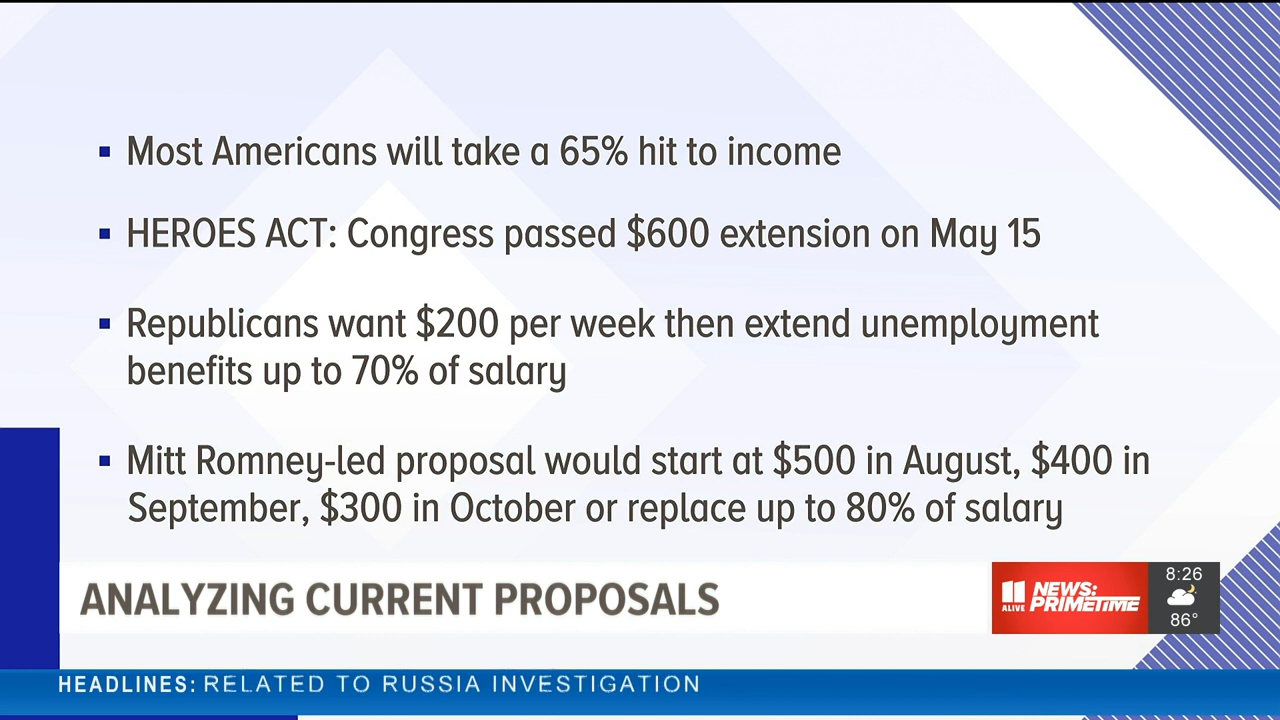 ▪ Most Americans will take a 65% hit to income
▪ HEROES ACT: Congress passed $600 extension on May 15
▪ Republicans want $200 per week then extend unemployment
benefits up to 70% of salary
▪ Mitt Romney-led proposal would start at $500 in August, $400 in
September, $300 in October or replace up to 80% of salary
ANALYZING CURRENT PROPOSALS
11 ALIVE NEWS: PRIMETIME
8:26
86°
HEADLINES: RELATED TO RUSSIA INVESTIGATION